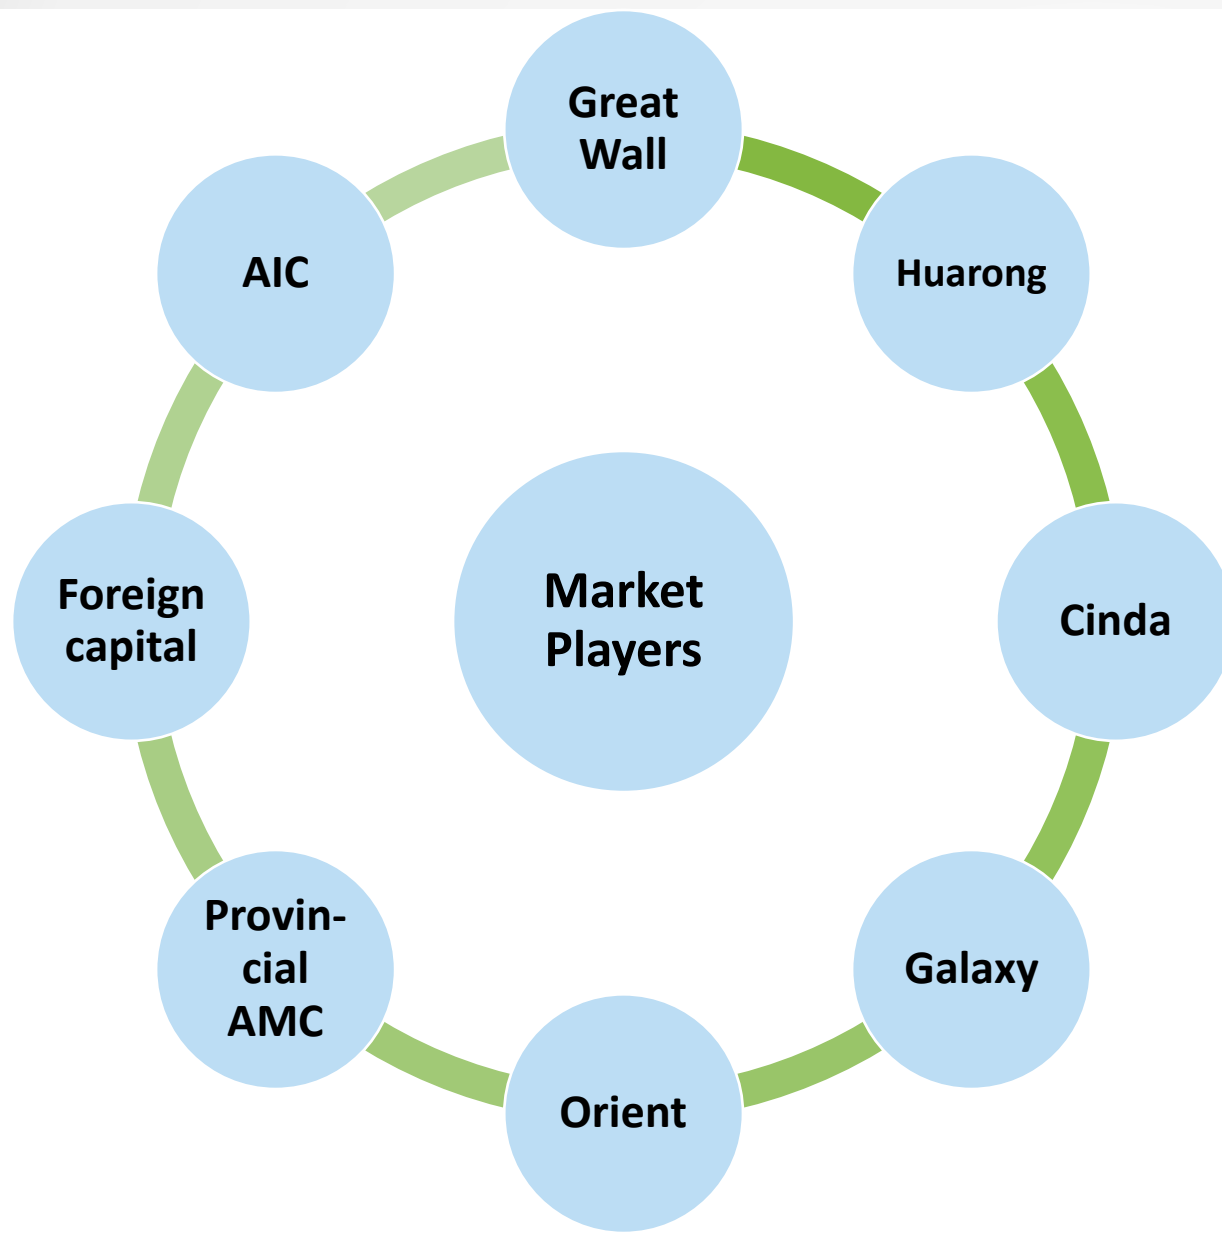 Great
Wall
Huarong
Cinda
Galaxy
Orient
Provin-
cial
AMC
Foreign
capital
AIC
Market
Players